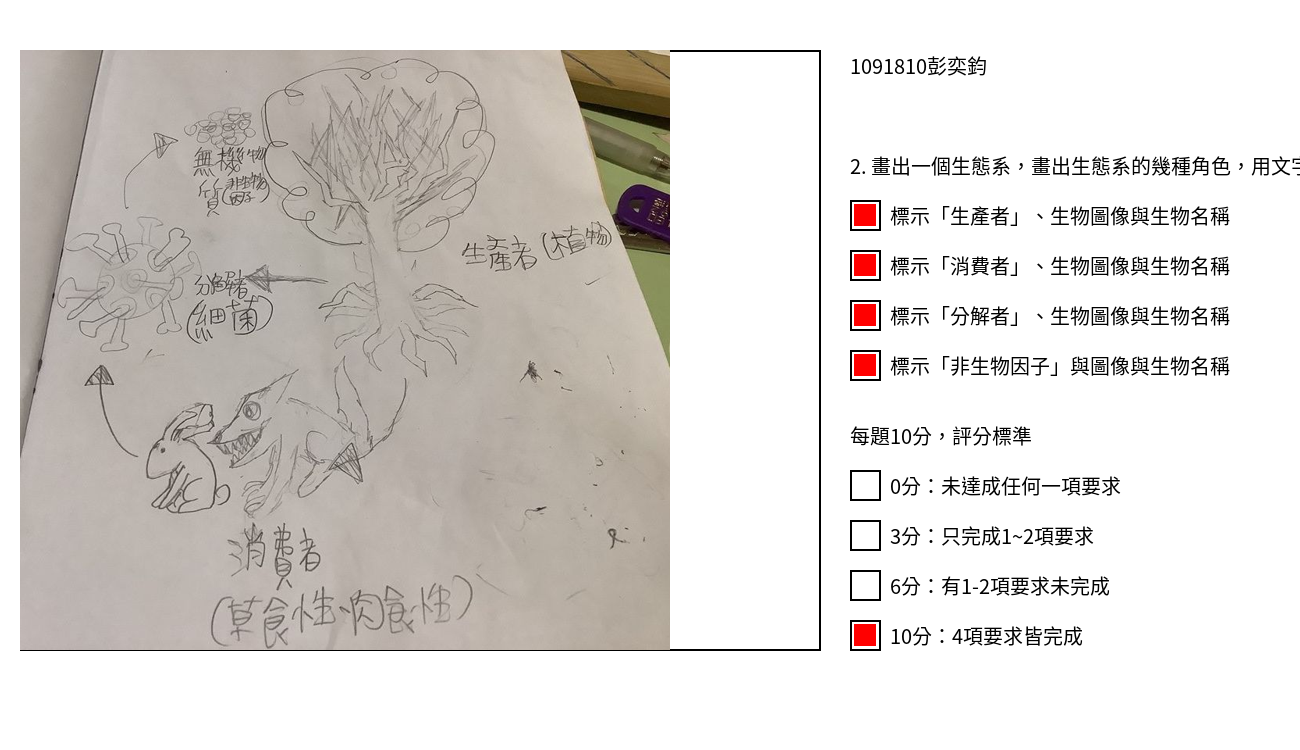 1091810彭奕鈞
2. 畫出一個生態系，畫出生態系的幾種角色，用文字
標示「生產者」、生物圖像與生物名稱
標示「消費者」、生物圖像與生物名稱
標示「分解者」、生物圖像與生物名稱
標示「非生物因子」與圖像與生物名稱
每題10分，評分標準
0分：未達成任何一項要求
3分：只完成1~2項要求
6分：有1-2項要求未完成
10分：4項要求皆完成
無機物
質(非生物
因子)
生產者(植物)
分解者
(細菌)
消費者
(草食性、肉食性)